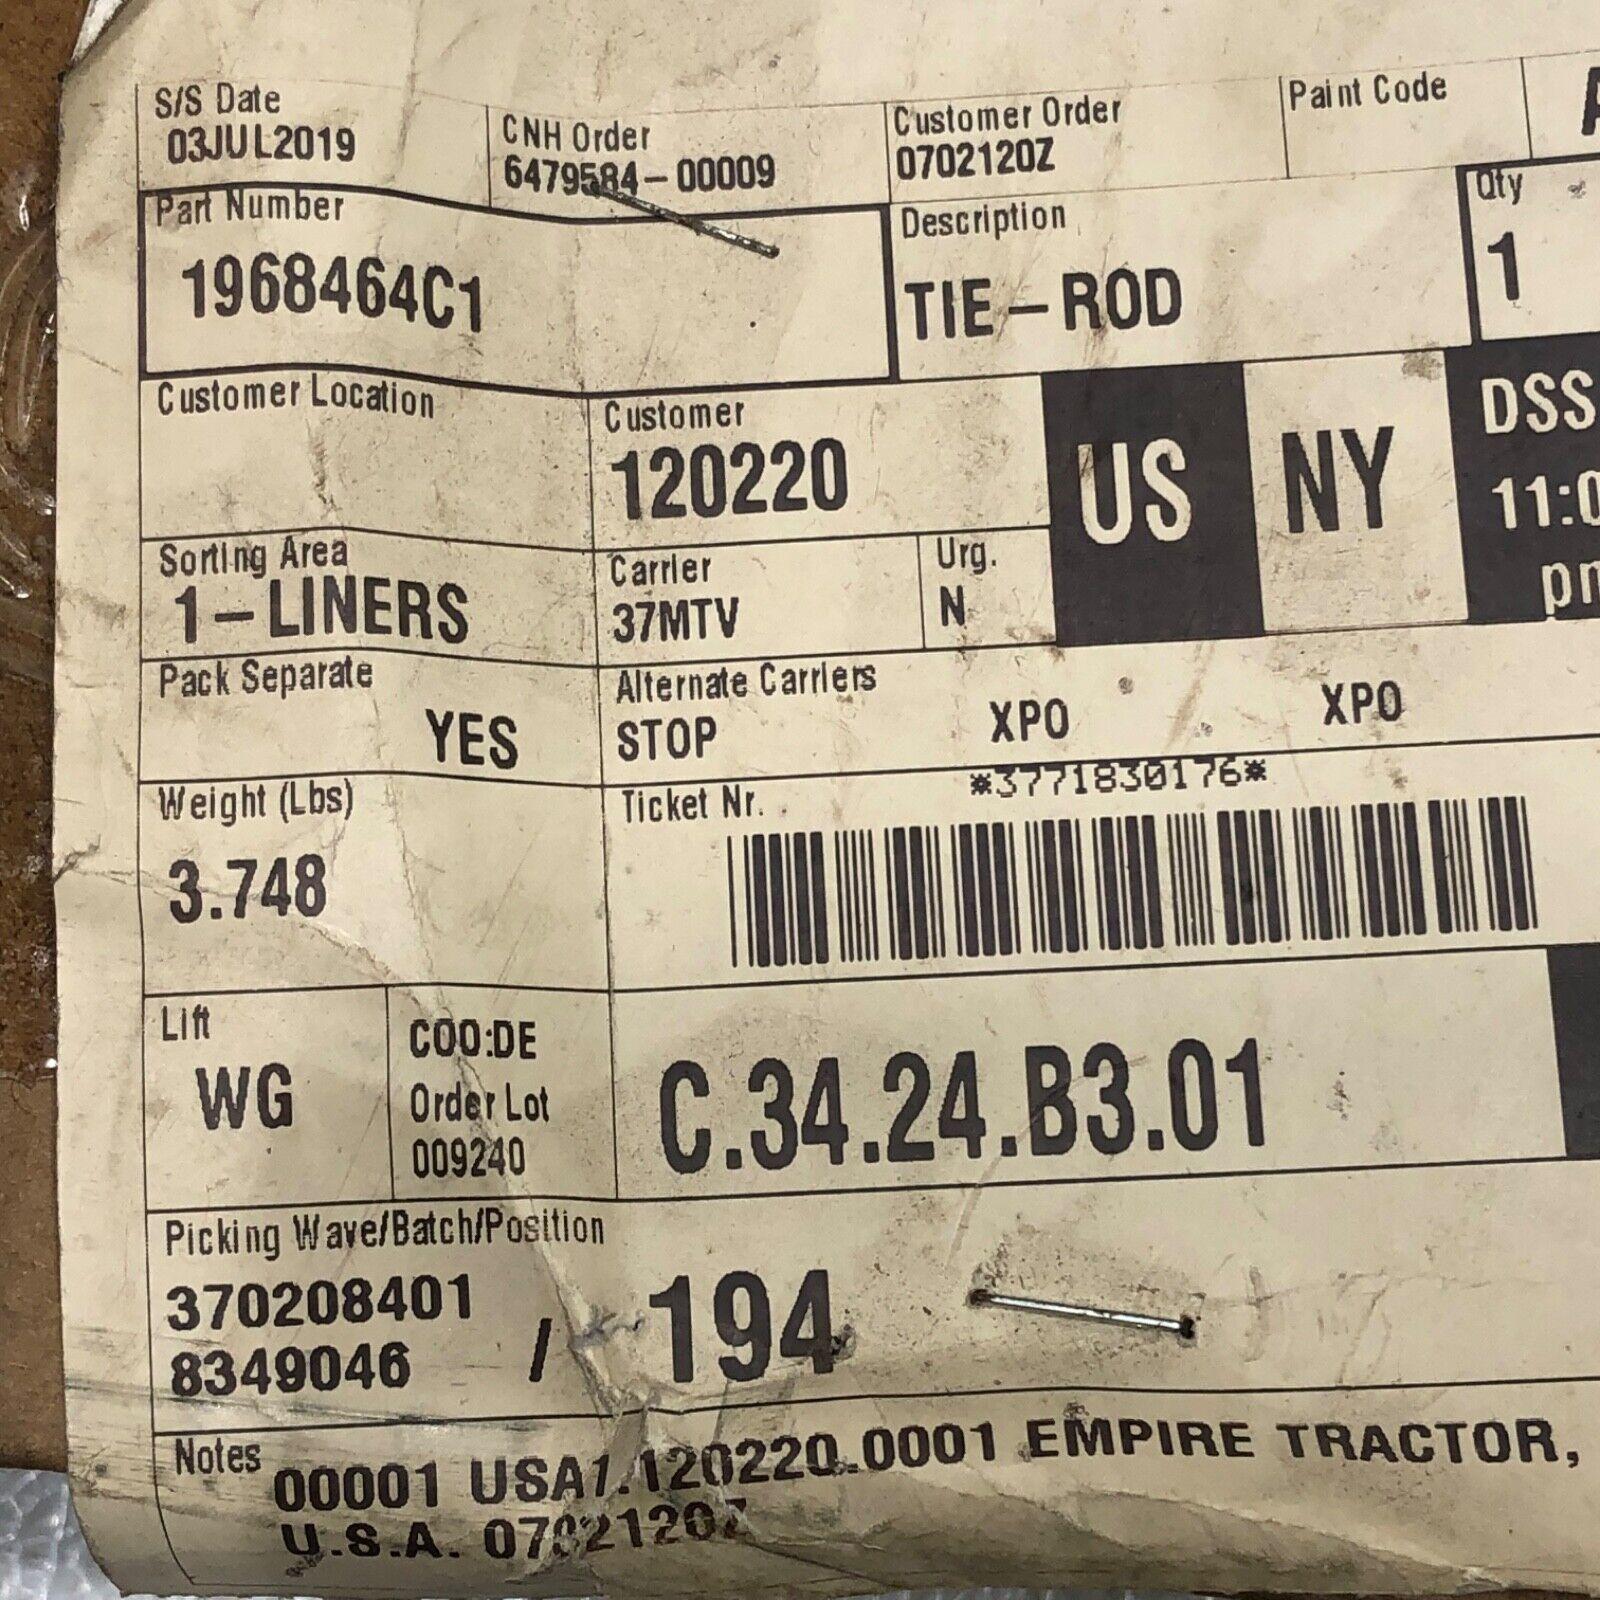 S/S Date
03JUL2019
CNH Order
6479584-00009
Customer Order
0702120Z
Paint Code
Part Number
1968464C1
Description
TIE-ROD
Qty
1
Customer Location
Customer
120220
US
NY
DSS
Sorting Area
1-LINERS
Carrier
37MTV
Urg.
N
Pack Separate
YES
Alternate Carriers
STOP XPO XPO
Weight (Lbs)
3.748
Ticket Nr.
*3771830176*
Lift
WG
COO:DE
Order Lot
009240
C.34.24.B3.01
Picking Wave/Batch/Position
370208401
8349046 / 194
Notes
00001 USA1.120220.0001 EMPIRE TRACTOR,
U.S.A. 0702120Z